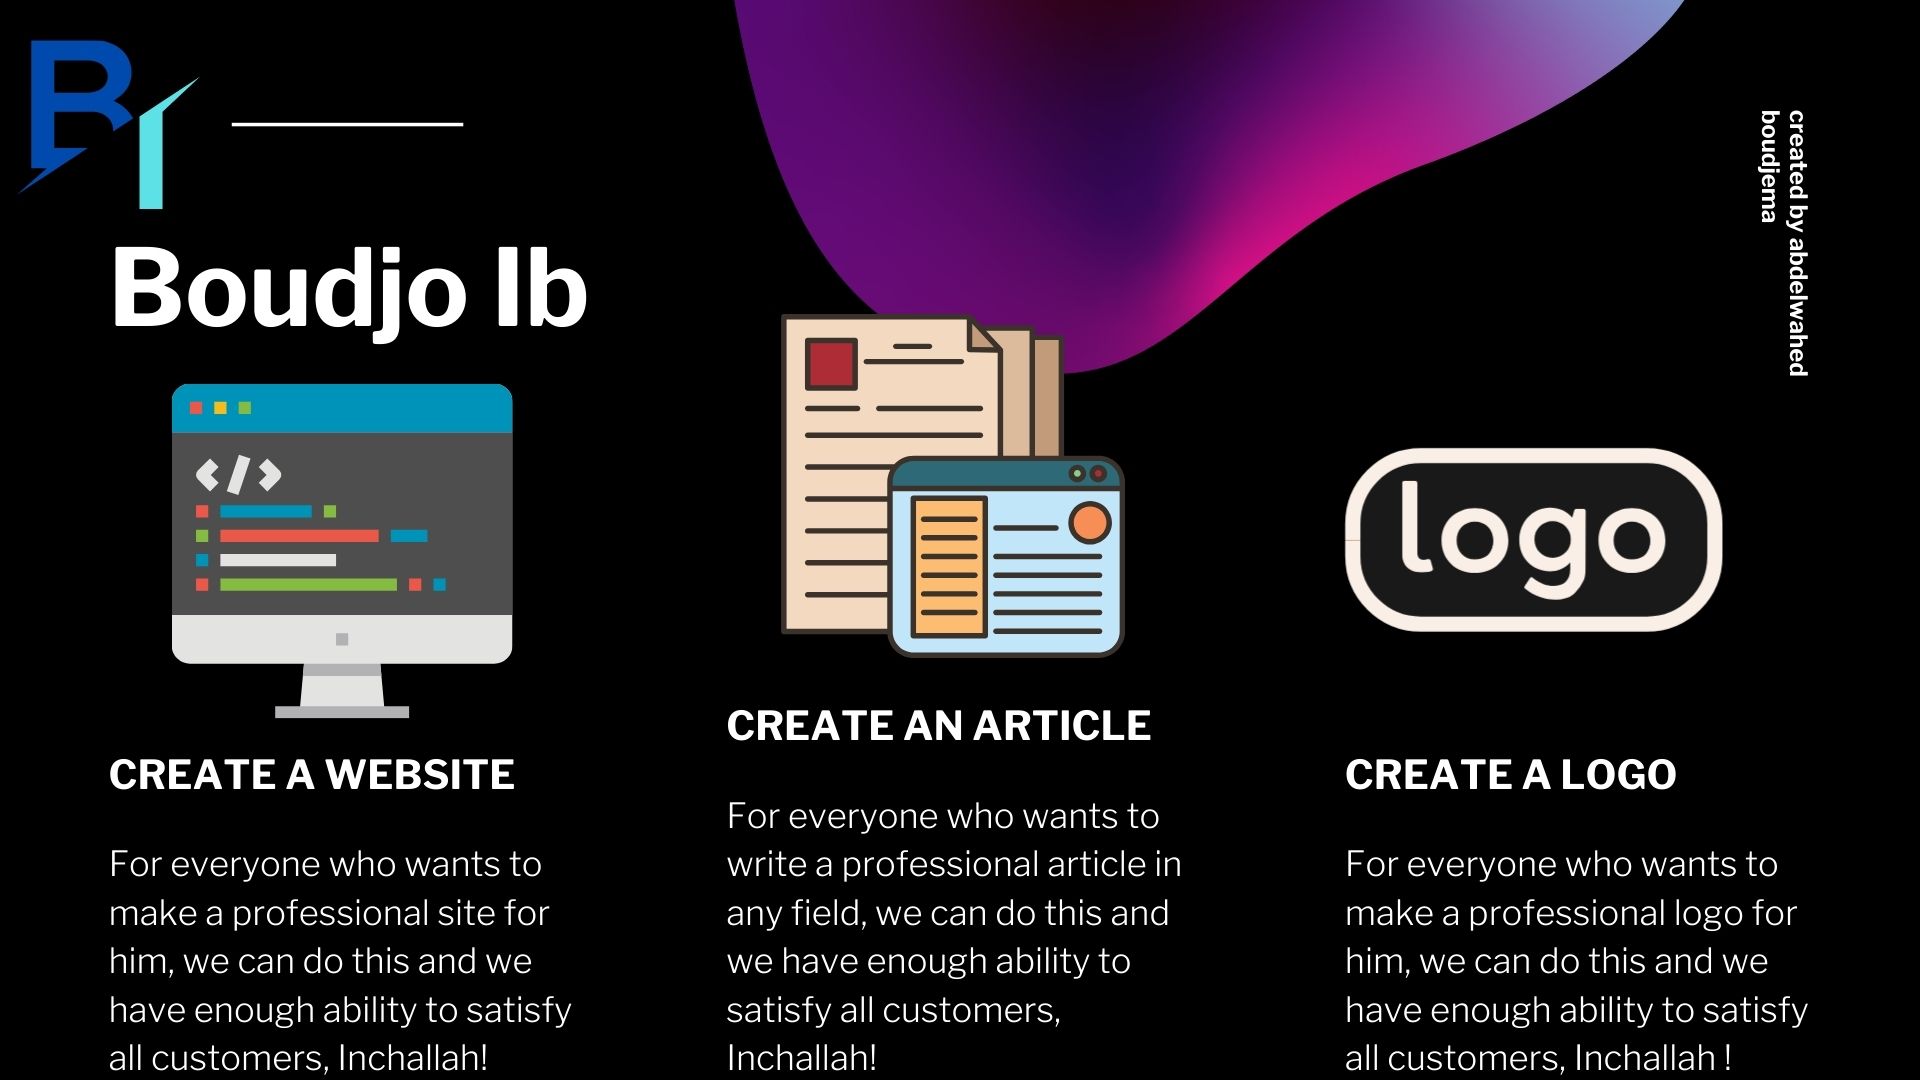 B1
created by abdelwahed
boudjema
Boudjo Ib
</>
logo
CREATE A WEBSITE
For everyone who wants to
make a professional site for
him, we can do this and we
have enough ability to satisfy
all customers, Inchallah!
CREATE AN ARTICLE
For everyone who wants to
write a professional article in
any field, we can do this and
we have enough ability to
satisfy all customers,
Inchallah!
CREATE A LOGO
For everyone who wants to
make a professional logo for
him, we can do this and we
have enough ability to satisfy
all customers, Inchallah !